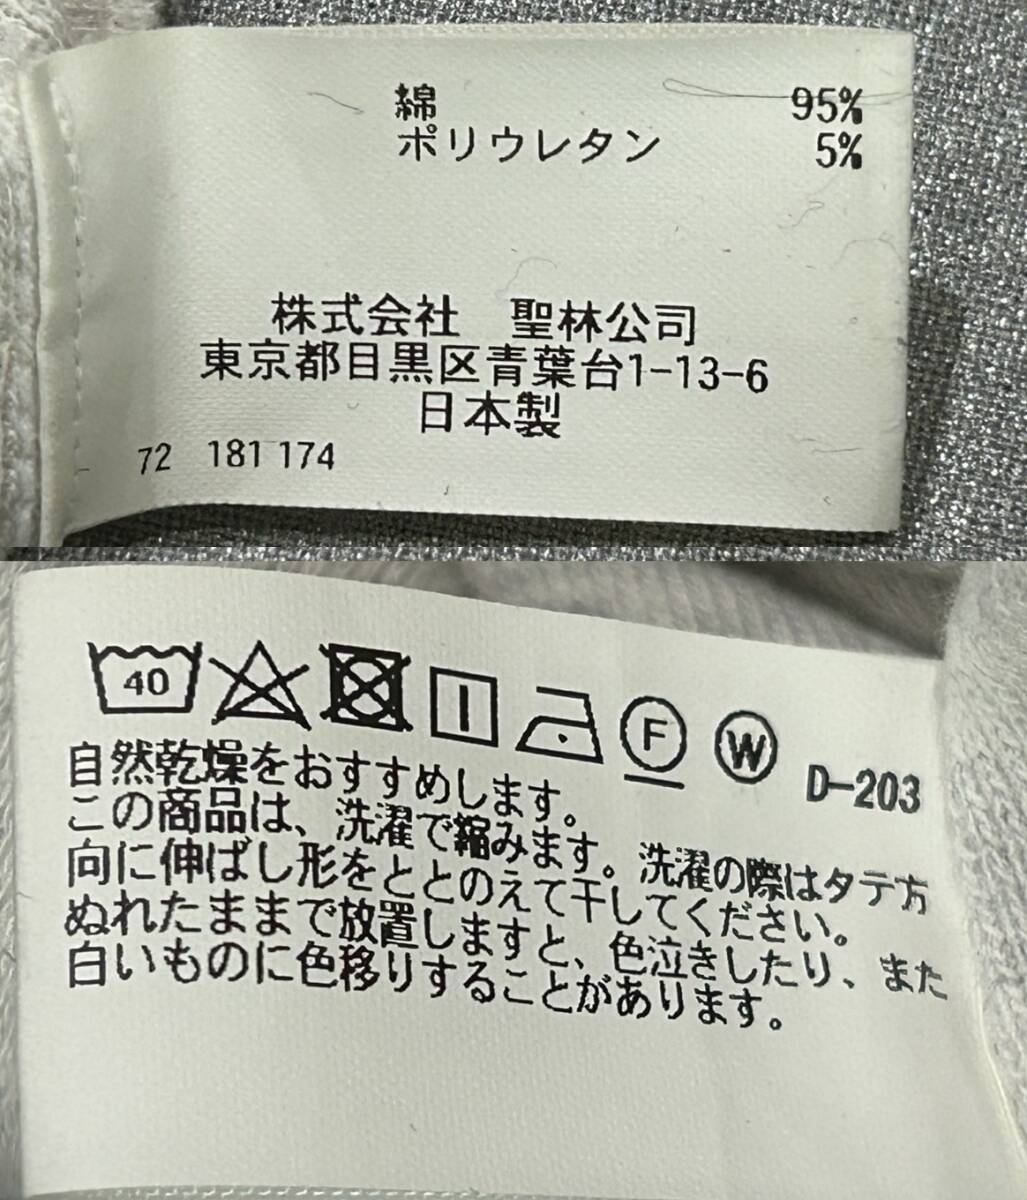 綿 95%
ポリウレタン 5%
株式会社 聖林公司
東京都目黒区青葉台1-13-6
日本製
72 181 174
40 F W D-203
自然乾燥をおすすめします。
この商品は、洗濯で縮みます。洗濯の際はタテ方
向に伸ばし形をととのえて干してください。
ぬれたままで放置しますと、色泣きしたり、また
白いものに色移りすることがあります。